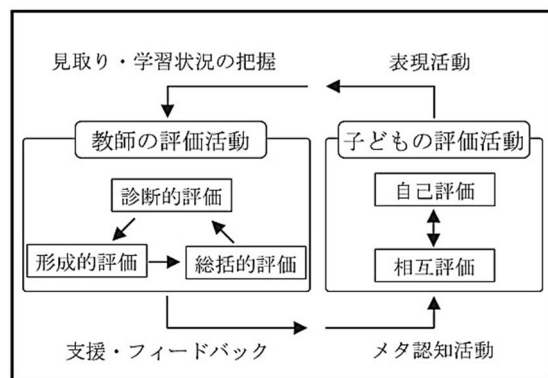 見取り・学習状況の把握
表現活動
教師の評価活動
子どもの評価活動
診断的評価
自己評価
形成的評価
総括的評価
相互評価
支援・フィードバック
メタ認知活動